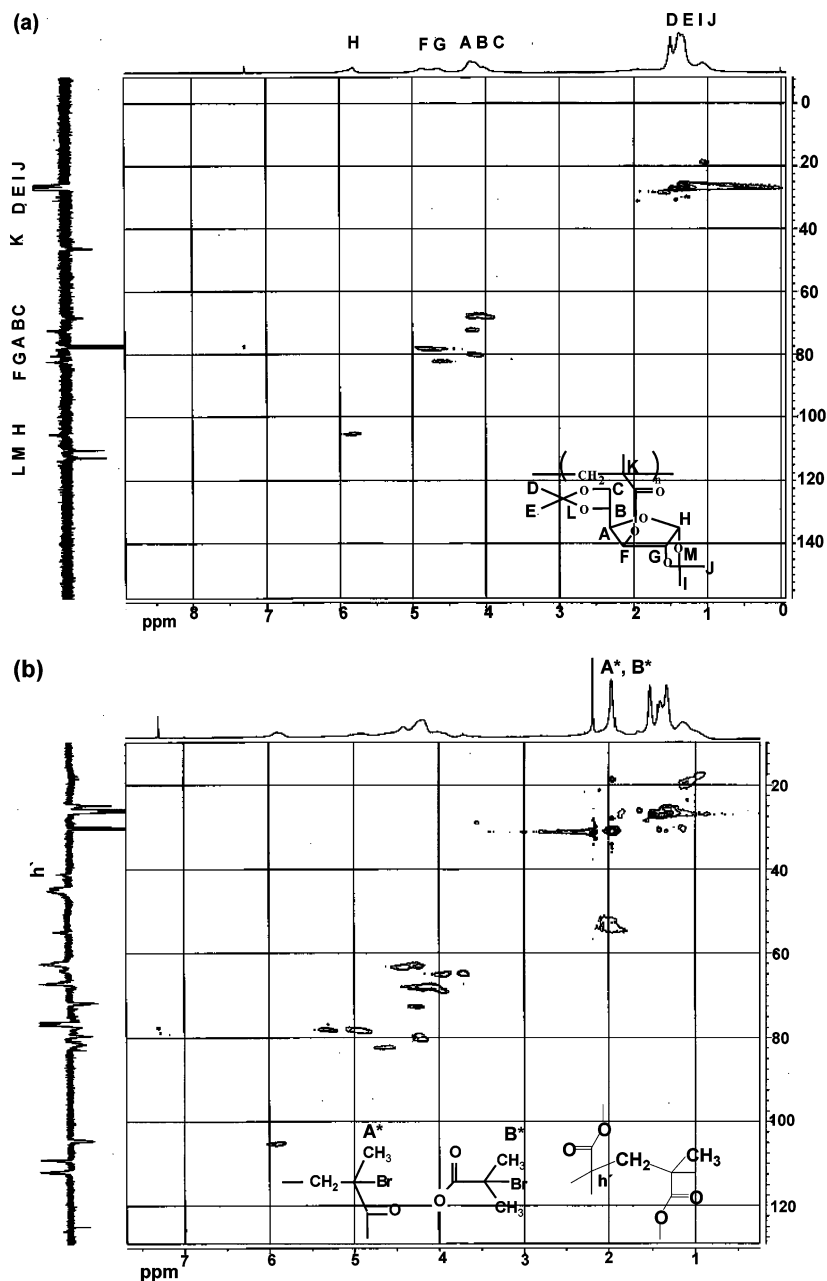 (a)
H F G A B C D E I J
0
20
40
60
80
100
120
140
D E I J
K
F G A B C
L M H
( CH2 K ) n
D O C O
E L O B
A O O H
F G O M
O J
I
8 7 6 5 4 3 2 1 0
ppm
(b)
A*, B*
20
40
60
80
100
120
h`
A* B*
CH3 O CH3
CH2 Br Br
O O CH3
O O CH2 CH3
h´ O
O
7 6 5 4 3 2 1
ppm